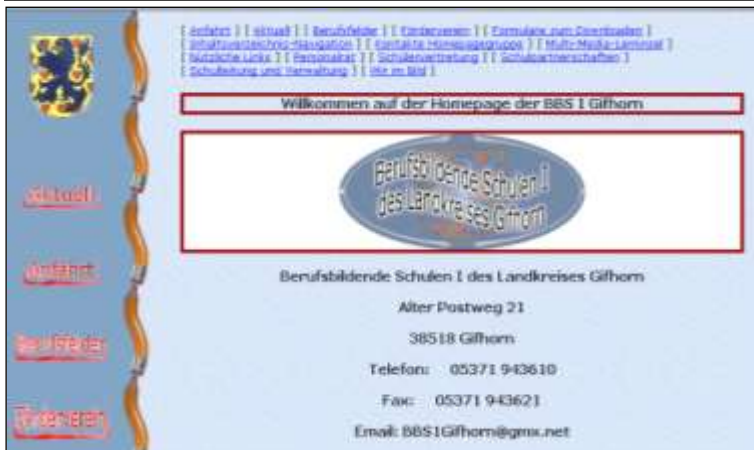 [ Anfahrt ] [ Aktuell ] [ Berufsfelder ] [ Förderverein ] [ Formulare zum Downloaden ]
[ Inhaltsverzeichnis-Navigation ] [ Kontakte Homepagegruppe ] [ Multi-Media-Lernziel ]
[ Nützliche Links ] [ Personalrat ] [ Schülervertretung ] [ Schulpartnerschaften ]
[ Schulleitung und Verwaltung ] [ Wir im Bild ]
Willkommen auf der Homepage der BBS I Gifhorn
Berufsbildende Schulen I
des Landkreises Gifhorn
Berufsbildende Schulen I des Landkreises Gifhorn
Alter Postweg 21
38518 Gifhorn
Telefon: 05371 943610
Fax: 05371 943621
Email: BBS1Gifhorn@gmx.net
Aktuell
Anfahrt
Berufsfelder
Förderverein